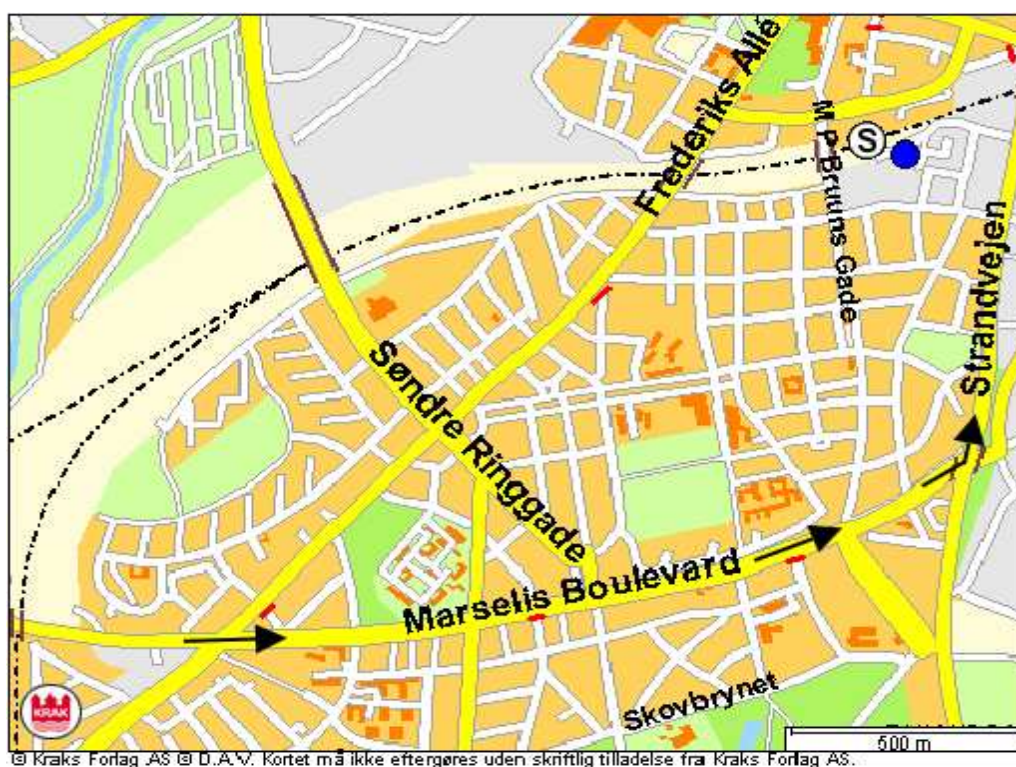 Frederiks Allé
S
M P Bruuns Gade
Strandvejen
Søndre Ringgade
Marselis Boulevard
Skovbrynet
KRAK
500 m
© Kraks Forlag AS © D.A.V. Kortet må ikke eftergøres uden skriftlig tilladelse fra Kraks Forlag AS.